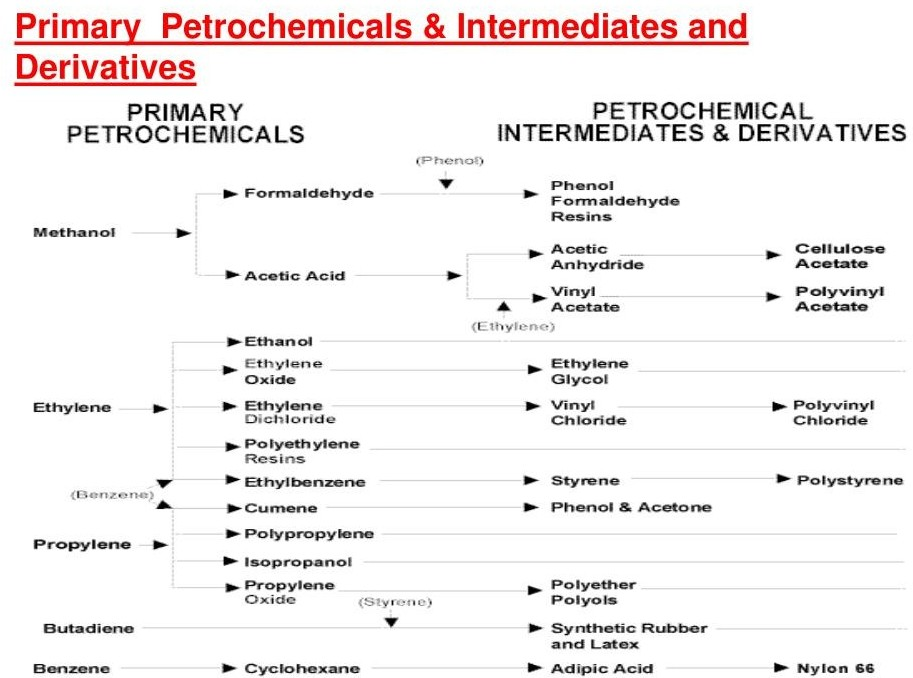 Primary Petrochemicals & Intermediates and
Derivatives
PRIMARY
PETROCHEMICALS
PETROCHEMICAL
INTERMEDIATES & DERIVATIVES
(Phenol)
Methanol
Formaldehyde
Phenol
Formaldehyde
Resins
Acetic Acid
Acetic
Anhydride
Cellulose
Acetate
Vinyl
Acetate
Polyvinyl
Acetate
(Ethylene)
Ethylene
Ethanol
Ethylene
Oxide
Ethylene
Glycol
Ethylene
Dichloride
Vinyl
Chloride
Polyvinyl
Chloride
Polyethylene
Resins
Ethylbenzene
Styrene
Polystyrene
(Benzene)
Cumene
Phenol & Acetone
Propylene
Polypropylene
Isopropanol
Propylene
Oxide
Polyether
Polyols
(Styrene)
Butadiene
Synthetic Rubber
and Latex
Benzene
Cyclohexane
Adipic Acid
Nylon 66